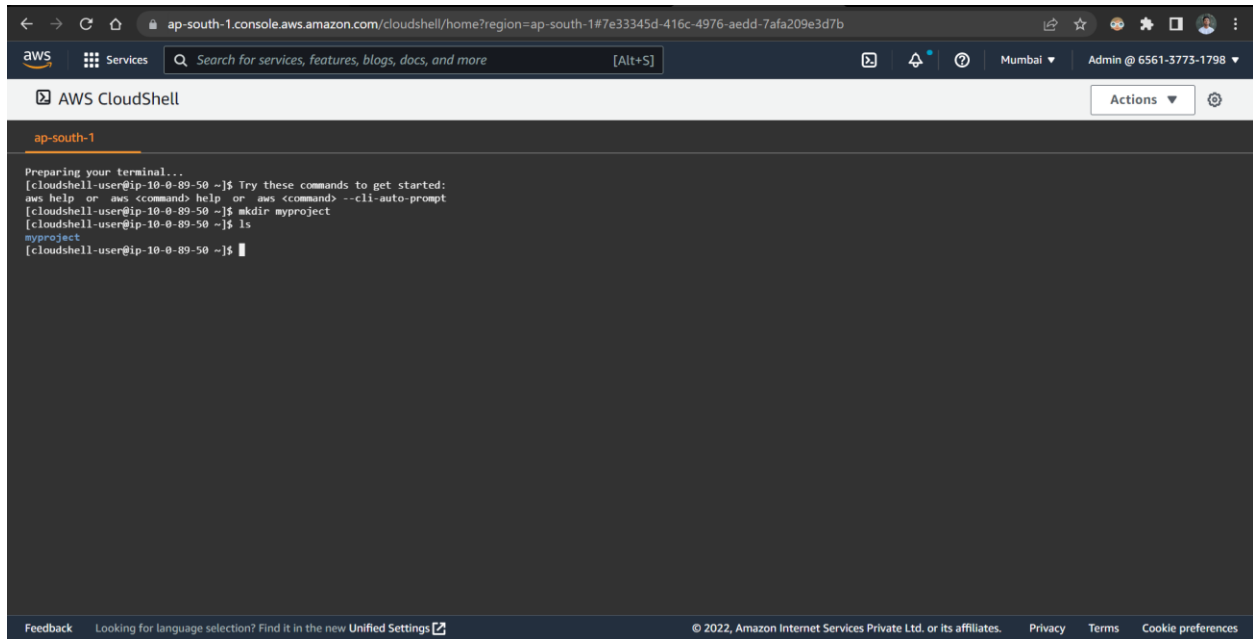 ap-south-1.console.aws.amazon.com/cloudshell/home?region=ap-south-1#7e33345d-416c-4976-aedd-7afa209e3d7b
aws Services Search for services, features, blogs, docs, and more [Alt+S] Mumbai ▼ Admin @ 6561-3773-1798 ▼
AWS CloudShell Actions ▼
ap-south-1
Preparing your terminal...
[cloudshell-user@ip-10-0-89-50 ~]$ Try these commands to get started:
aws help  or  aws <command> help  or  aws <command> --cli-auto-prompt
[cloudshell-user@ip-10-0-89-50 ~]$ mkdir myproject
[cloudshell-user@ip-10-0-89-50 ~]$ ls
myproject
[cloudshell-user@ip-10-0-89-50 ~]$
Feedback Looking for language selection? Find it in the new Unified Settings © 2022, Amazon Internet Services Private Ltd. or its affiliates. Privacy Terms Cookie preferences